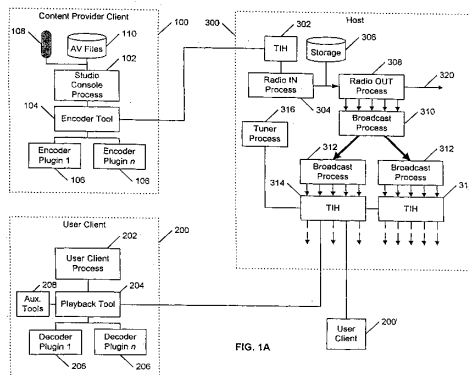 Content Provider Client
100
108
110
AV Files
102
Studio
Console
Process
104
Encoder Tool
Encoder
Plugin 1
Encoder
Plugin n
106
106
300
Host
302
TIH
306
Storage
308
Radio IN
Process
304
Radio OUT
Process
320
316
310
Tuner
Process
Broadcast
Process
312
312
Broadcast
Process
Broadcast
Process
314
31
TIH
TIH
User Client
200
202
User Client
Process
208
204
Aux.
Tools
Playback Tool
Decoder
Plugin 1
Decoder
Plugin n
206
206
User
Client
200'
FIG. 1A